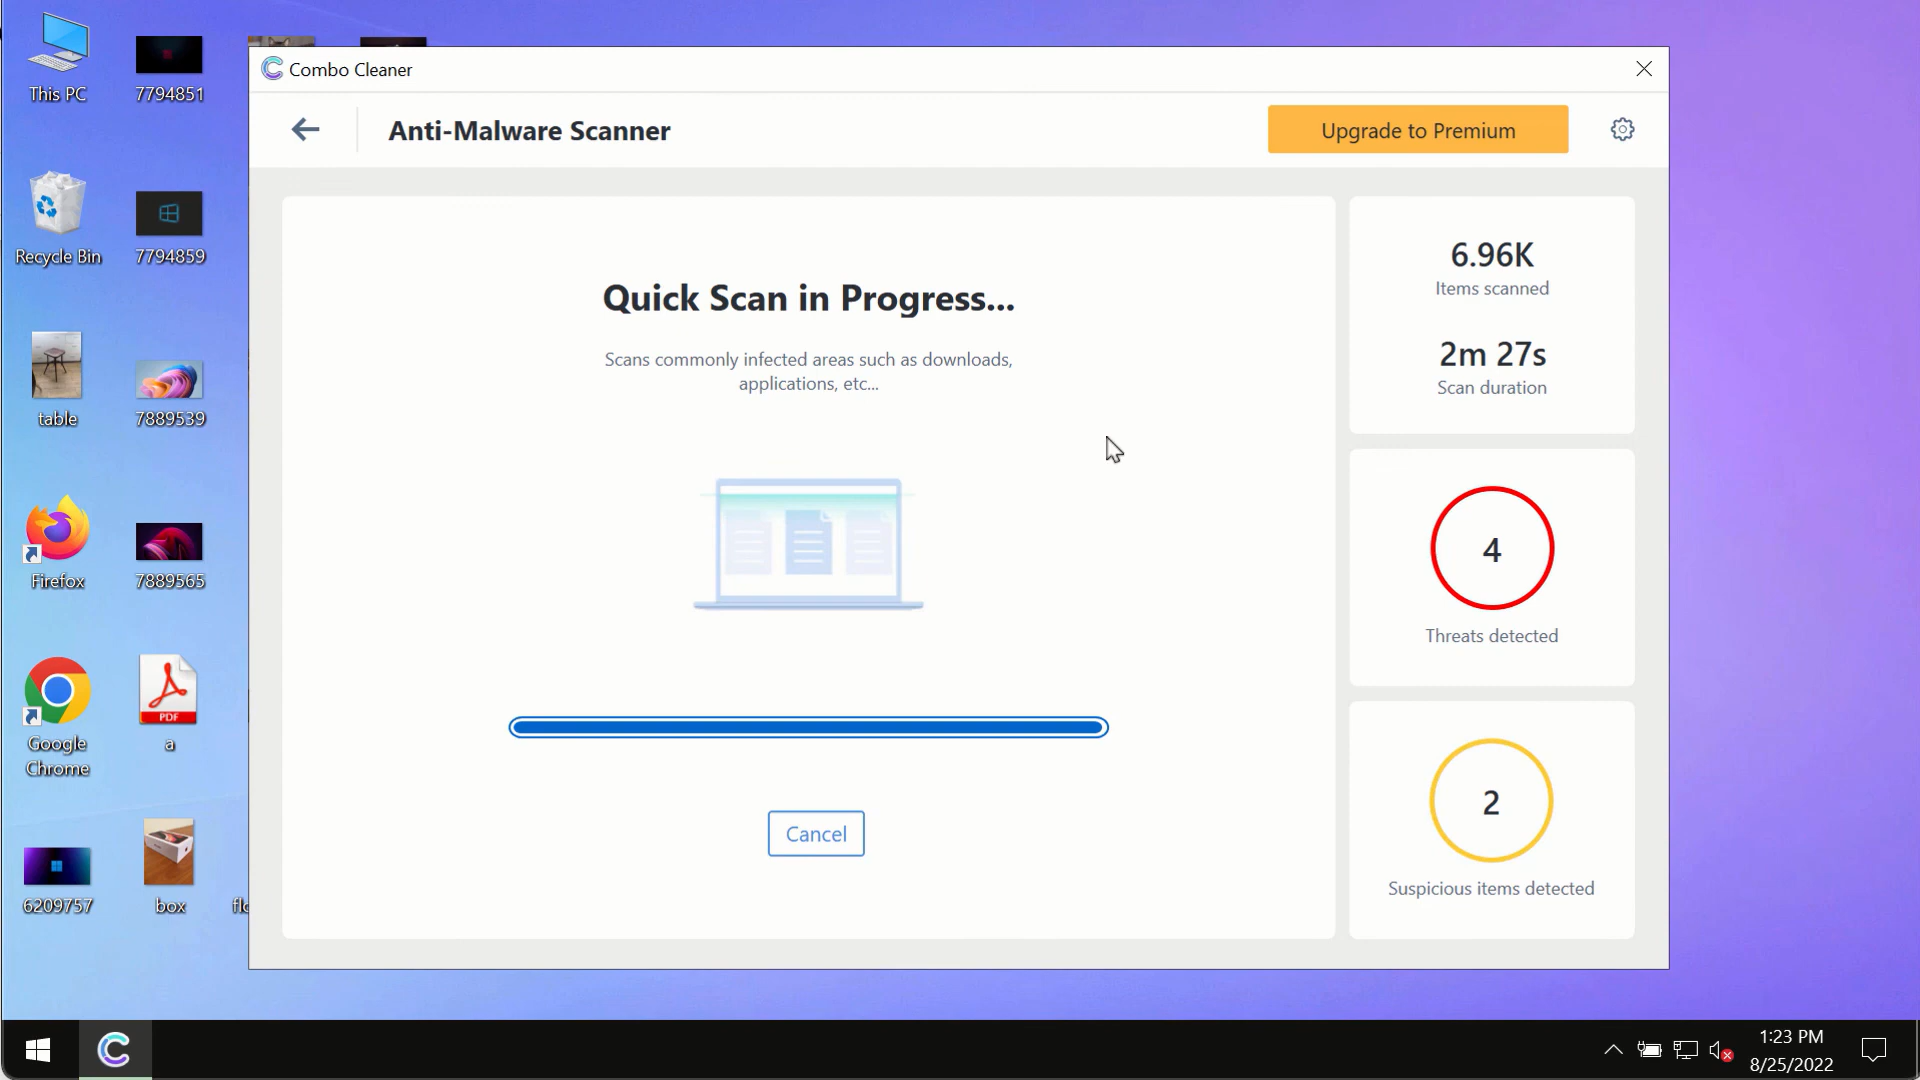 This PC
7794851
Recycle Bin
7794859
table
7889539
Firefox
7889565
Google
Chrome
PDF
a
6209757
box
Combo Cleaner
Anti-Malware Scanner
Upgrade to Premium
Quick Scan in Progress...
Scans commonly infected areas such as downloads,
applications, etc...
Cancel
6.96K
Items scanned
2m 27s
Scan duration
4
Threats detected
2
Suspicious items detected
1:23 PM
8/25/2022